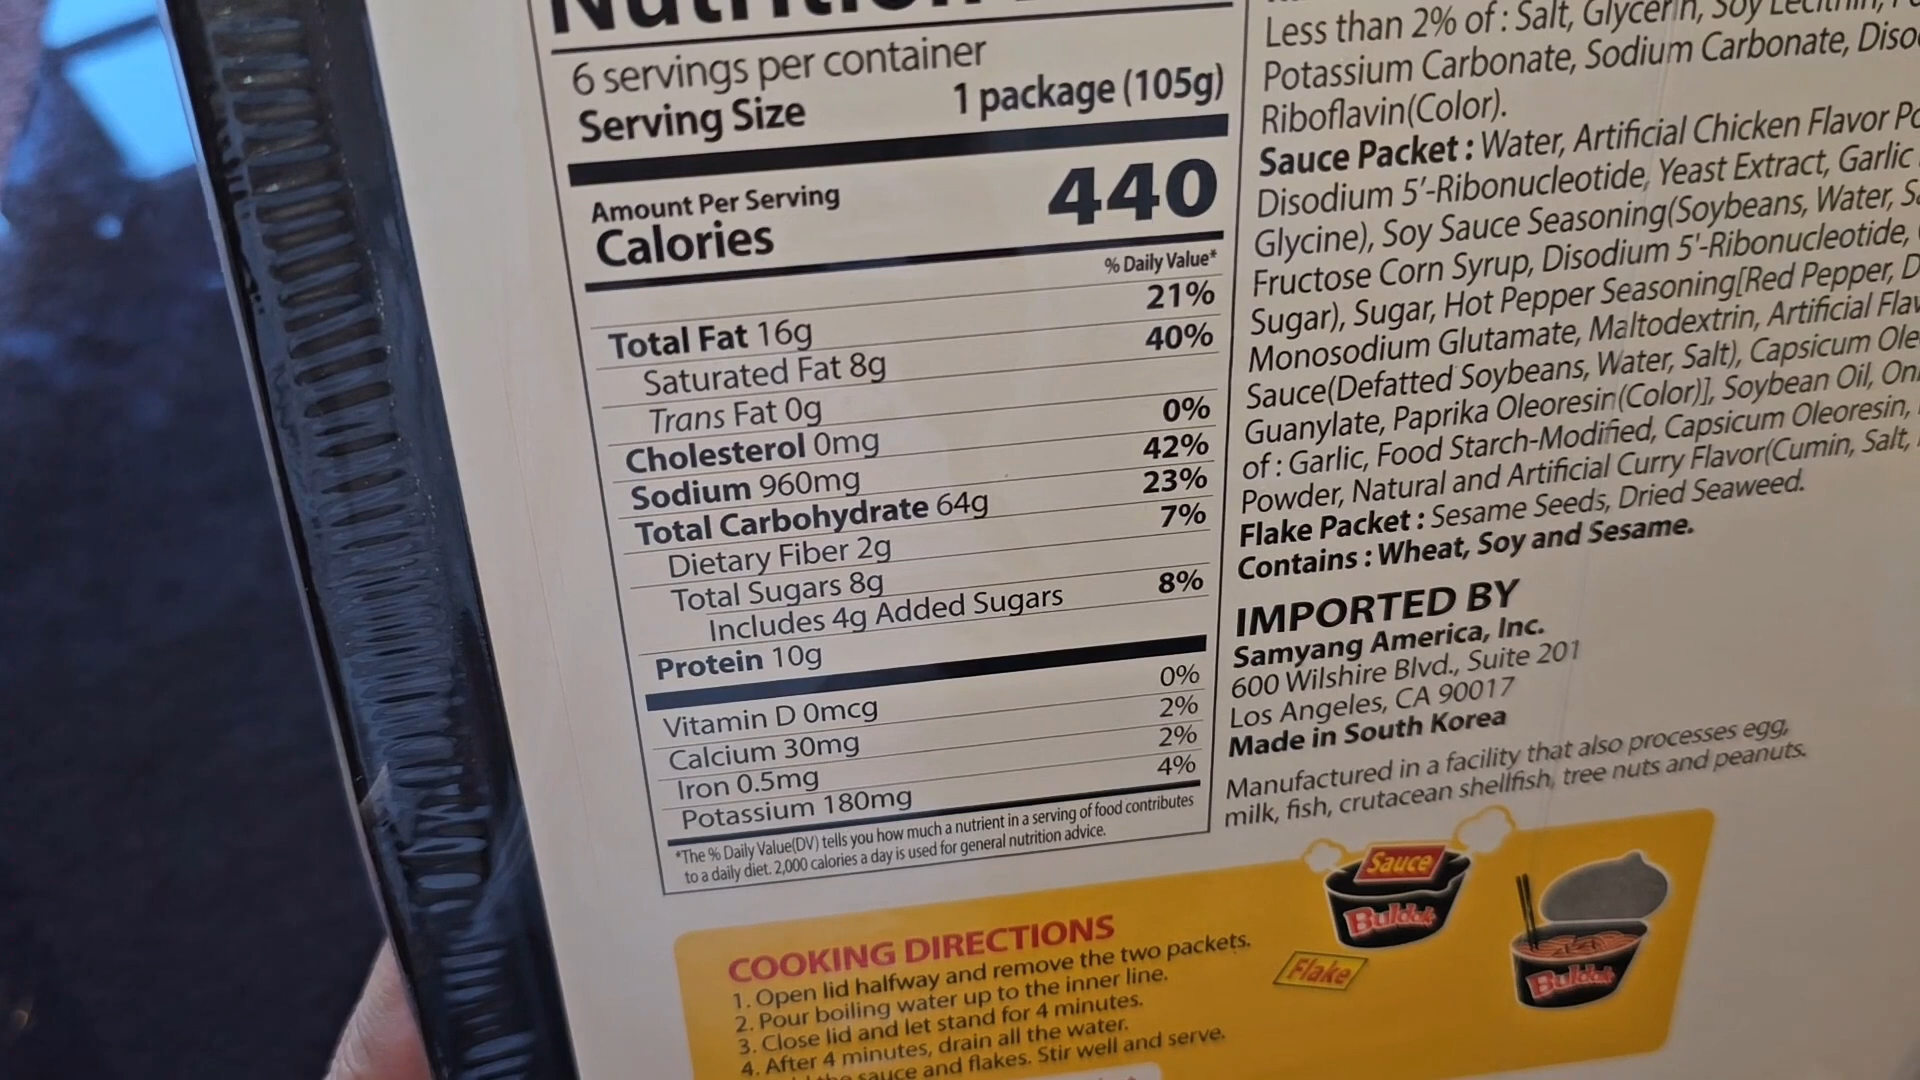 Nutrition
6 servings per container
Serving Size 1 package (105g)
Amount Per Serving
Calories 440
% Daily Value*
Total Fat 16g 21%
Saturated Fat 8g 40%
Trans Fat 0g
Cholesterol 0mg 0%
Sodium 960mg 42%
Total Carbohydrate 64g 23%
Dietary Fiber 2g 7%
Total Sugars 8g
Includes 4g Added Sugars 8%
Protein 10g
Vitamin D 0mcg 0%
Calcium 30mg 2%
Iron 0.5mg 2%
Potassium 180mg 4%
*The % Daily Value(DV) tells you how much a nutrient in a serving of food contributes
to a daily diet. 2,000 calories a day is used for general nutrition advice.
Less than 2% of : Salt, Glycerin, Soy Lecithin,
Potassium Carbonate, Sodium Carbonate,
Riboflavin(Color).
Sauce Packet : Water, Artificial Chicken Flavor
Disodium 5'-Ribonucleotide, Yeast Extract, Garlic
Glycine), Soy Sauce Seasoning(Soybeans, Water,
Fructose Corn Syrup, Disodium 5'-Ribonucleotide,
Sugar), Sugar, Hot Pepper Seasoning[Red Pepper,
Monosodium Glutamate, Maltodextrin, Artificial
Sauce(Defatted Soybeans, Water, Salt), Capsicum
Guanylate, Paprika Oleoresin(Color)], Soybean Oil,
of : Garlic, Food Starch-Modified, Capsicum Oleoresin,
Powder, Natural and Artificial Curry Flavor(Cumin, Salt,
Flake Packet : Sesame Seeds, Dried Seaweed.
Contains : Wheat, Soy and Sesame.
IMPORTED BY
Samyang America, Inc.
600 Wilshire Blvd., Suite 201
Los Angeles, CA 90017
Made in South Korea
Manufactured in a facility that also processes egg,
milk, fish, crutacean shellfish, tree nuts and peanuts.
COOKING DIRECTIONS
1. Open lid halfway and remove the two packets.
2. Pour boiling water up to the inner line.
3. Close lid and let stand for 4 minutes.
4. After 4 minutes, drain all the water.
the sauce and flakes. Stir well and serve.
Sauce
Buldak
Flake
Buldak